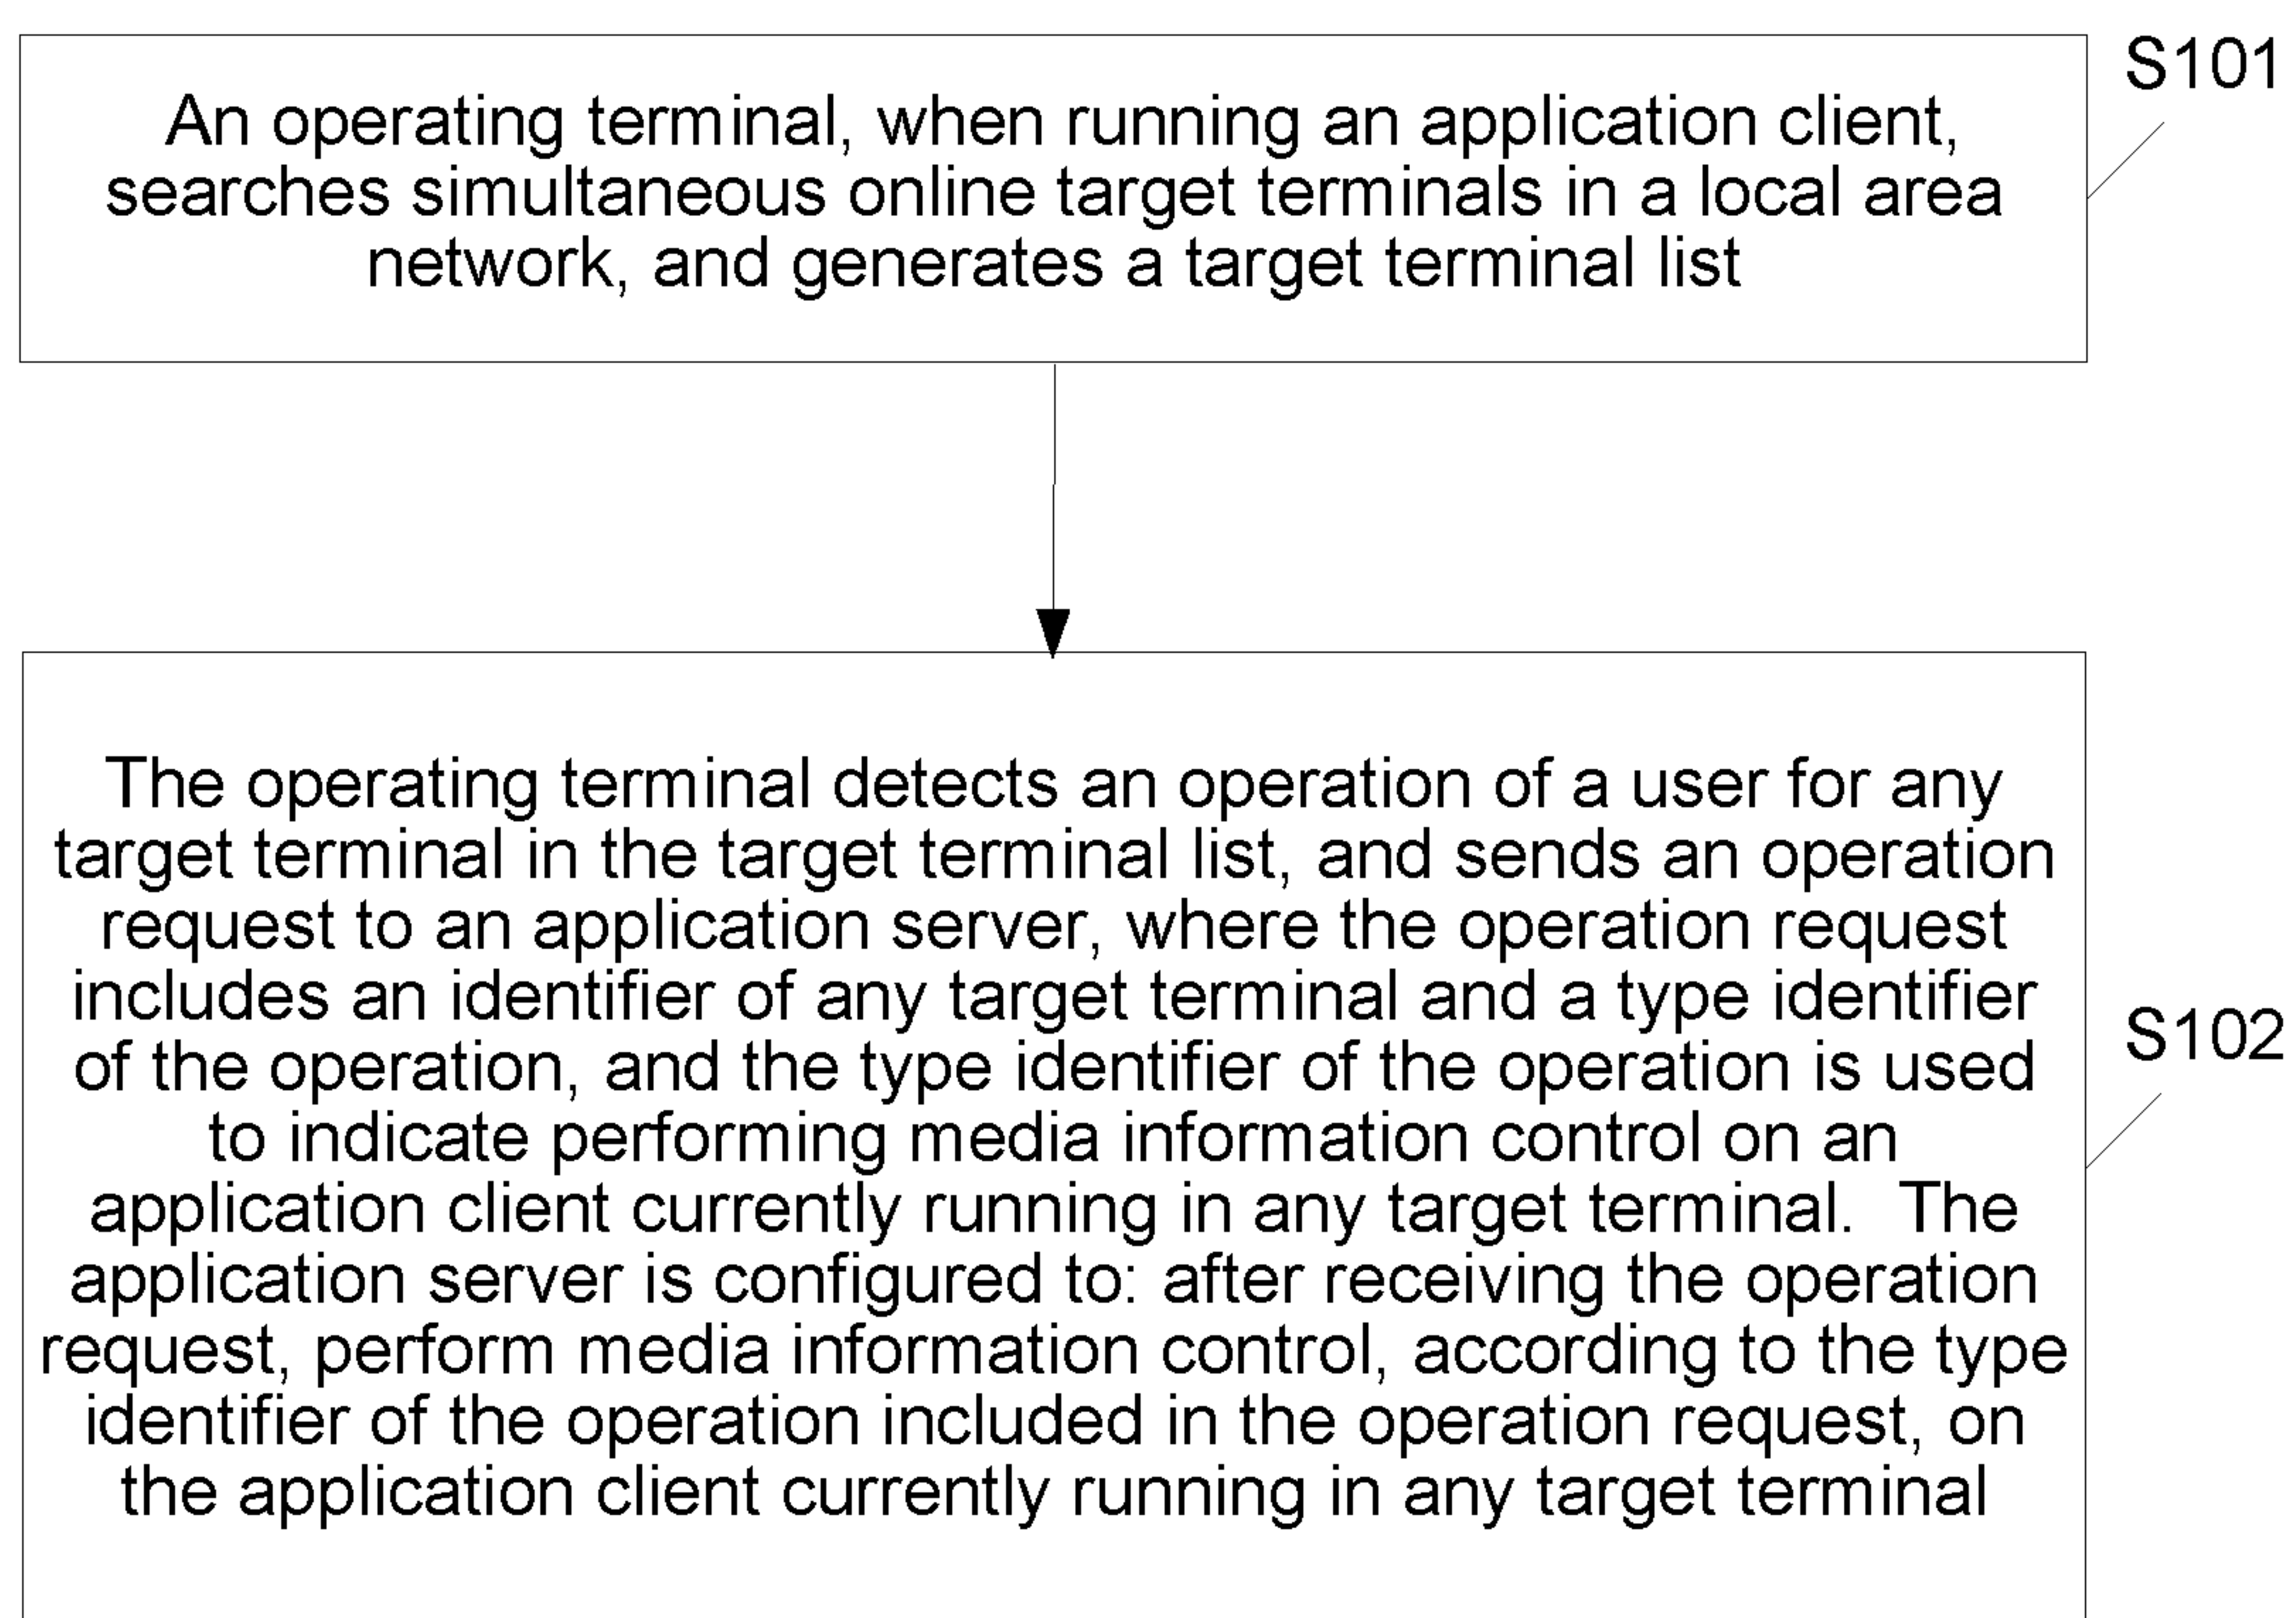 S101
An operating terminal, when running an application client,
searches simultaneous online target terminals in a local area
network, and generates a target terminal list
The operating terminal detects an operation of a user for any
target terminal in the target terminal list, and sends an operation
request to an application server, where the operation request
includes an identifier of any target terminal and a type identifier
of the operation, and the type identifier of the operation is used
to indicate performing media information control on an
application client currently running in any target terminal.  The
application server is configured to: after receiving the operation
request, perform media information control, according to the type
identifier of the operation included in the operation request, on
the application client currently running in any target terminal
S102